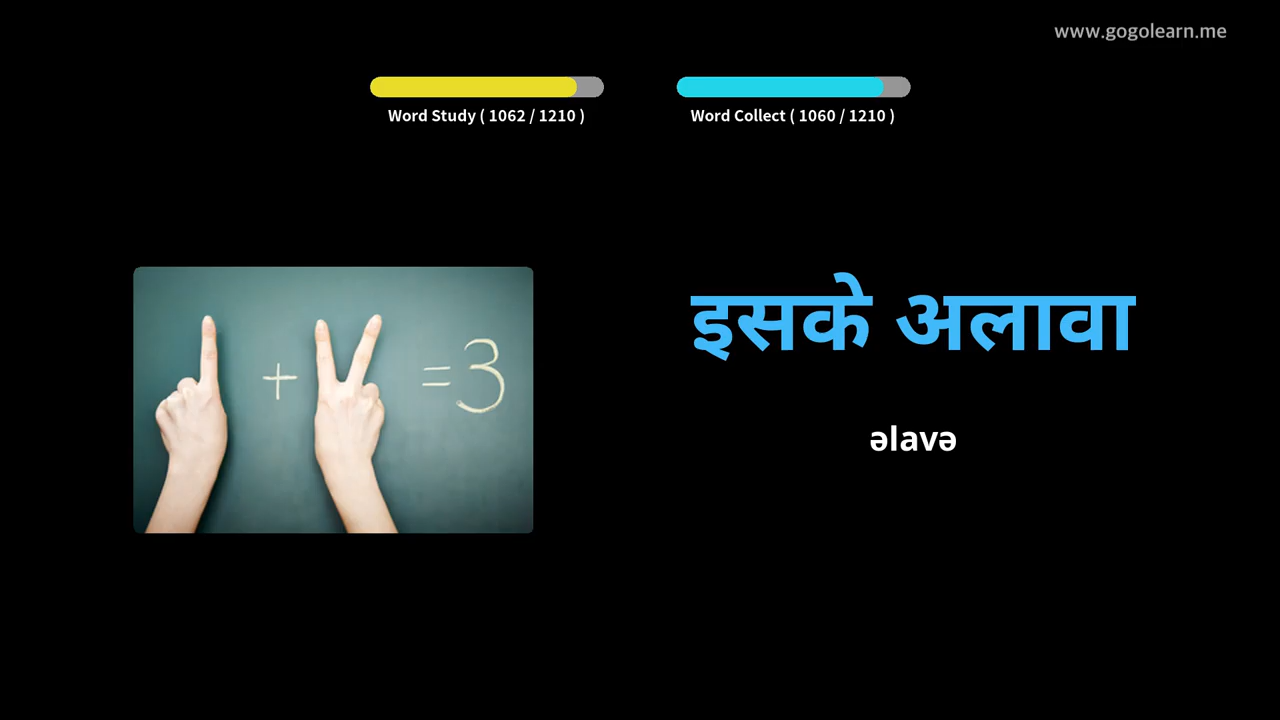 www.gogolearn.me
Word Study ( 1062 / 1210 )
Word Collect ( 1060 / 1210 )
+ = 3
इसके अलावा
əlavə